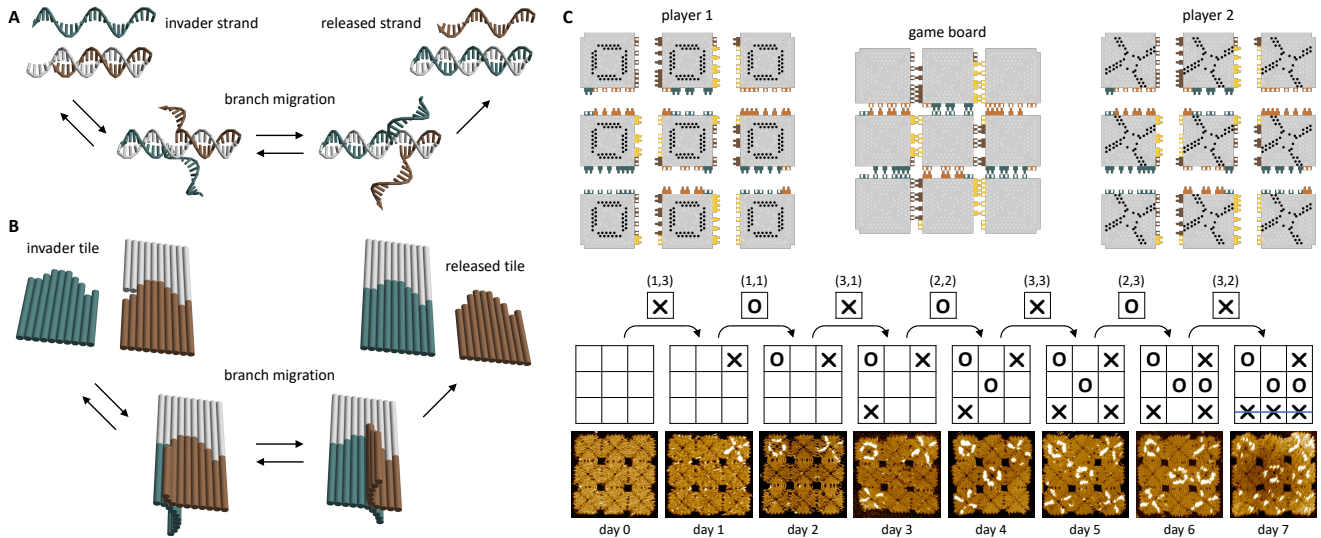 A
invader strand
released strand
branch migration
B
invader tile
released tile
branch migration
C
player 1
game board
player 2
(1,3) (1,1) (3,1) (2,2) (3,3) (2,3) (3,2)
X O X O X O X
X O X O X O X O X O X O X
O O O O O O
X X X X X X X X X
day 0 day 1 day 2 day 3 day 4 day 5 day 6 day 7